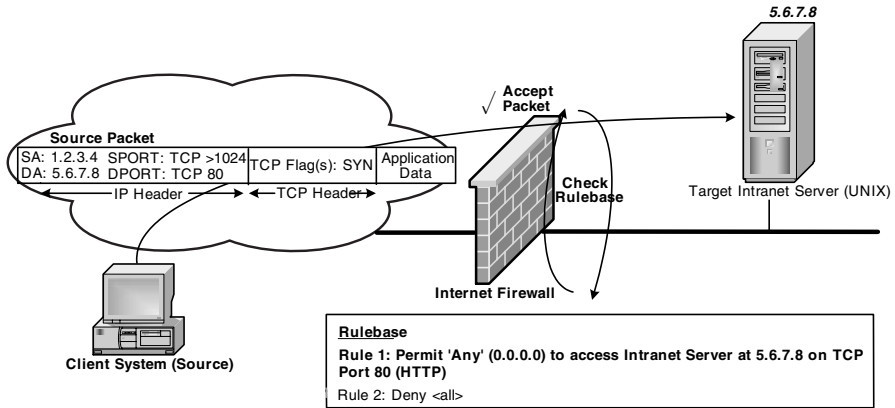 5.6.7.8
√ Accept
Packet
Source Packet
SA: 1.2.3.4 SPORT: TCP >1024
DA: 5.6.7.8 DPORT: TCP 80
TCP Flag(s): SYN
Application
Data
IP Header
TCP Header
Check
Rulebase
Target Intranet Server (UNIX)
Internet Firewall
Client System (Source)
Rulebase
Rule 1: Permit 'Any' (0.0.0.0) to access Intranet Server at 5.6.7.8 on TCP
Port 80 (HTTP)
Rule 2: Deny <all>